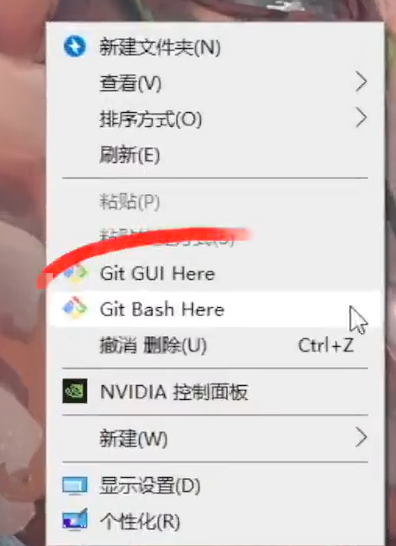 新建文件夹(N)
查看(V)
排序方式(O)
刷新(E)
粘贴(P)
Git GUI Here
Git Bash Here
撤消 删除(U) Ctrl+Z
NVIDIA 控制面板
新建(W)
显示设置(D)
个性化(R)